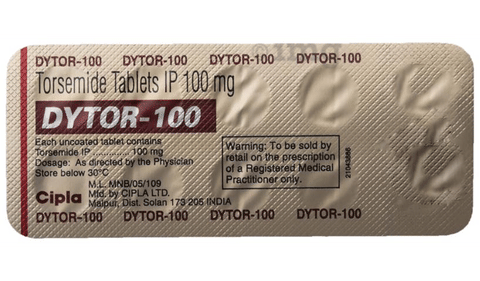 DYTOR-100 DYTOR-100 DYTOR-100 DYTOR-100
Torsemide Tablets IP 100 mg
DYTOR-100
Each uncoated tablet contains
Torsemide IP ........... 100 mg
Dosage: As directed by the Physician
Store below 30°C
Warning: To be sold by
retail on the prescription
of a Registered Medical
Practitioner only.
21043866
Cipla
M.L. MNB/05/109
Mfd. by CIPLA LTD.
Malpur, Dist. Solan 173 205 INDIA
DYTOR-100 DYTOR-100 DYTOR-100 DYTOR-100